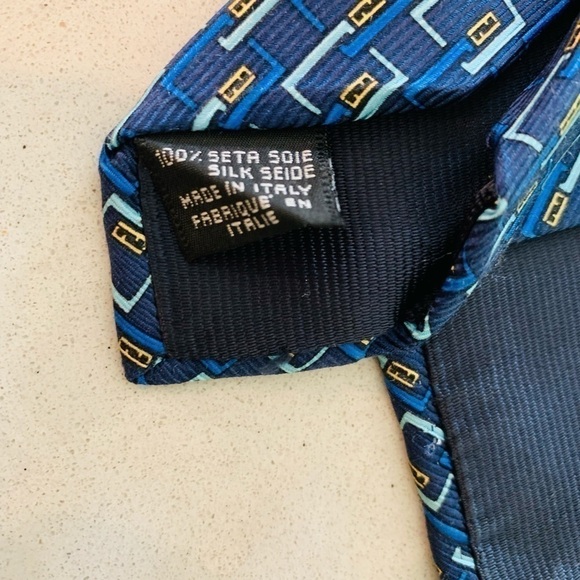 100% SETA SOIE
SILK SEIDE
MADE IN ITALY
FABRIQUE EN
ITALIE